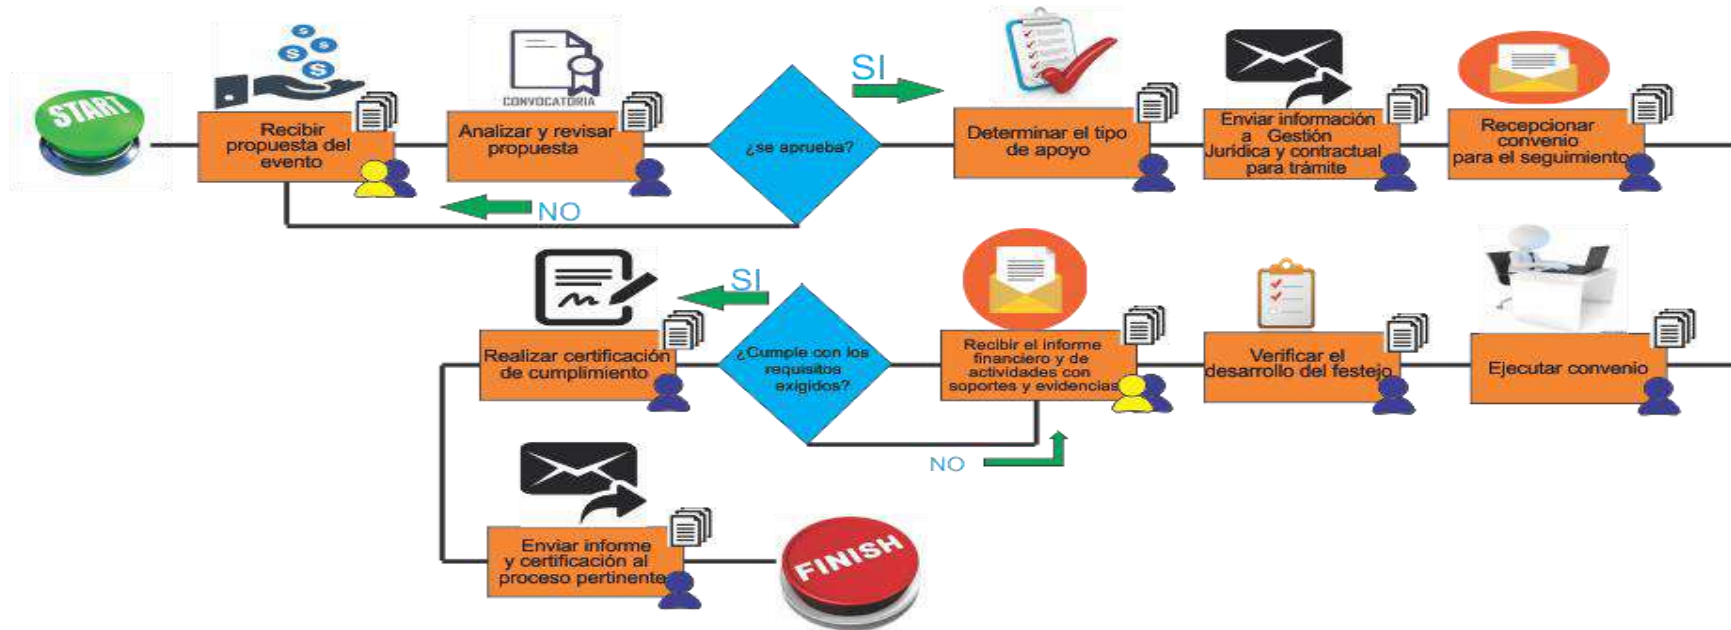 START
Recibir
propuesta del
evento
CONVOCATORIA
Analizar y revisar
propuesta
¿se aprueba?
SI
NO
Determinar el tipo
de apoyo
Enviar información
a Gestión
Jurídica y contractual
para trámite
Recepcionar
convenio
para el seguimiento
Ejecutar convenio
Verificar el
desarrollo del festejo
Recibir el informe
financiero y de
actividades con
soportes y evidencias
¿Cumple con los
requisitos
exigidos?
NO
SI
Realizar certificación
de cumplimiento
Enviar informe
y certificación al
proceso pertinente
FINISH